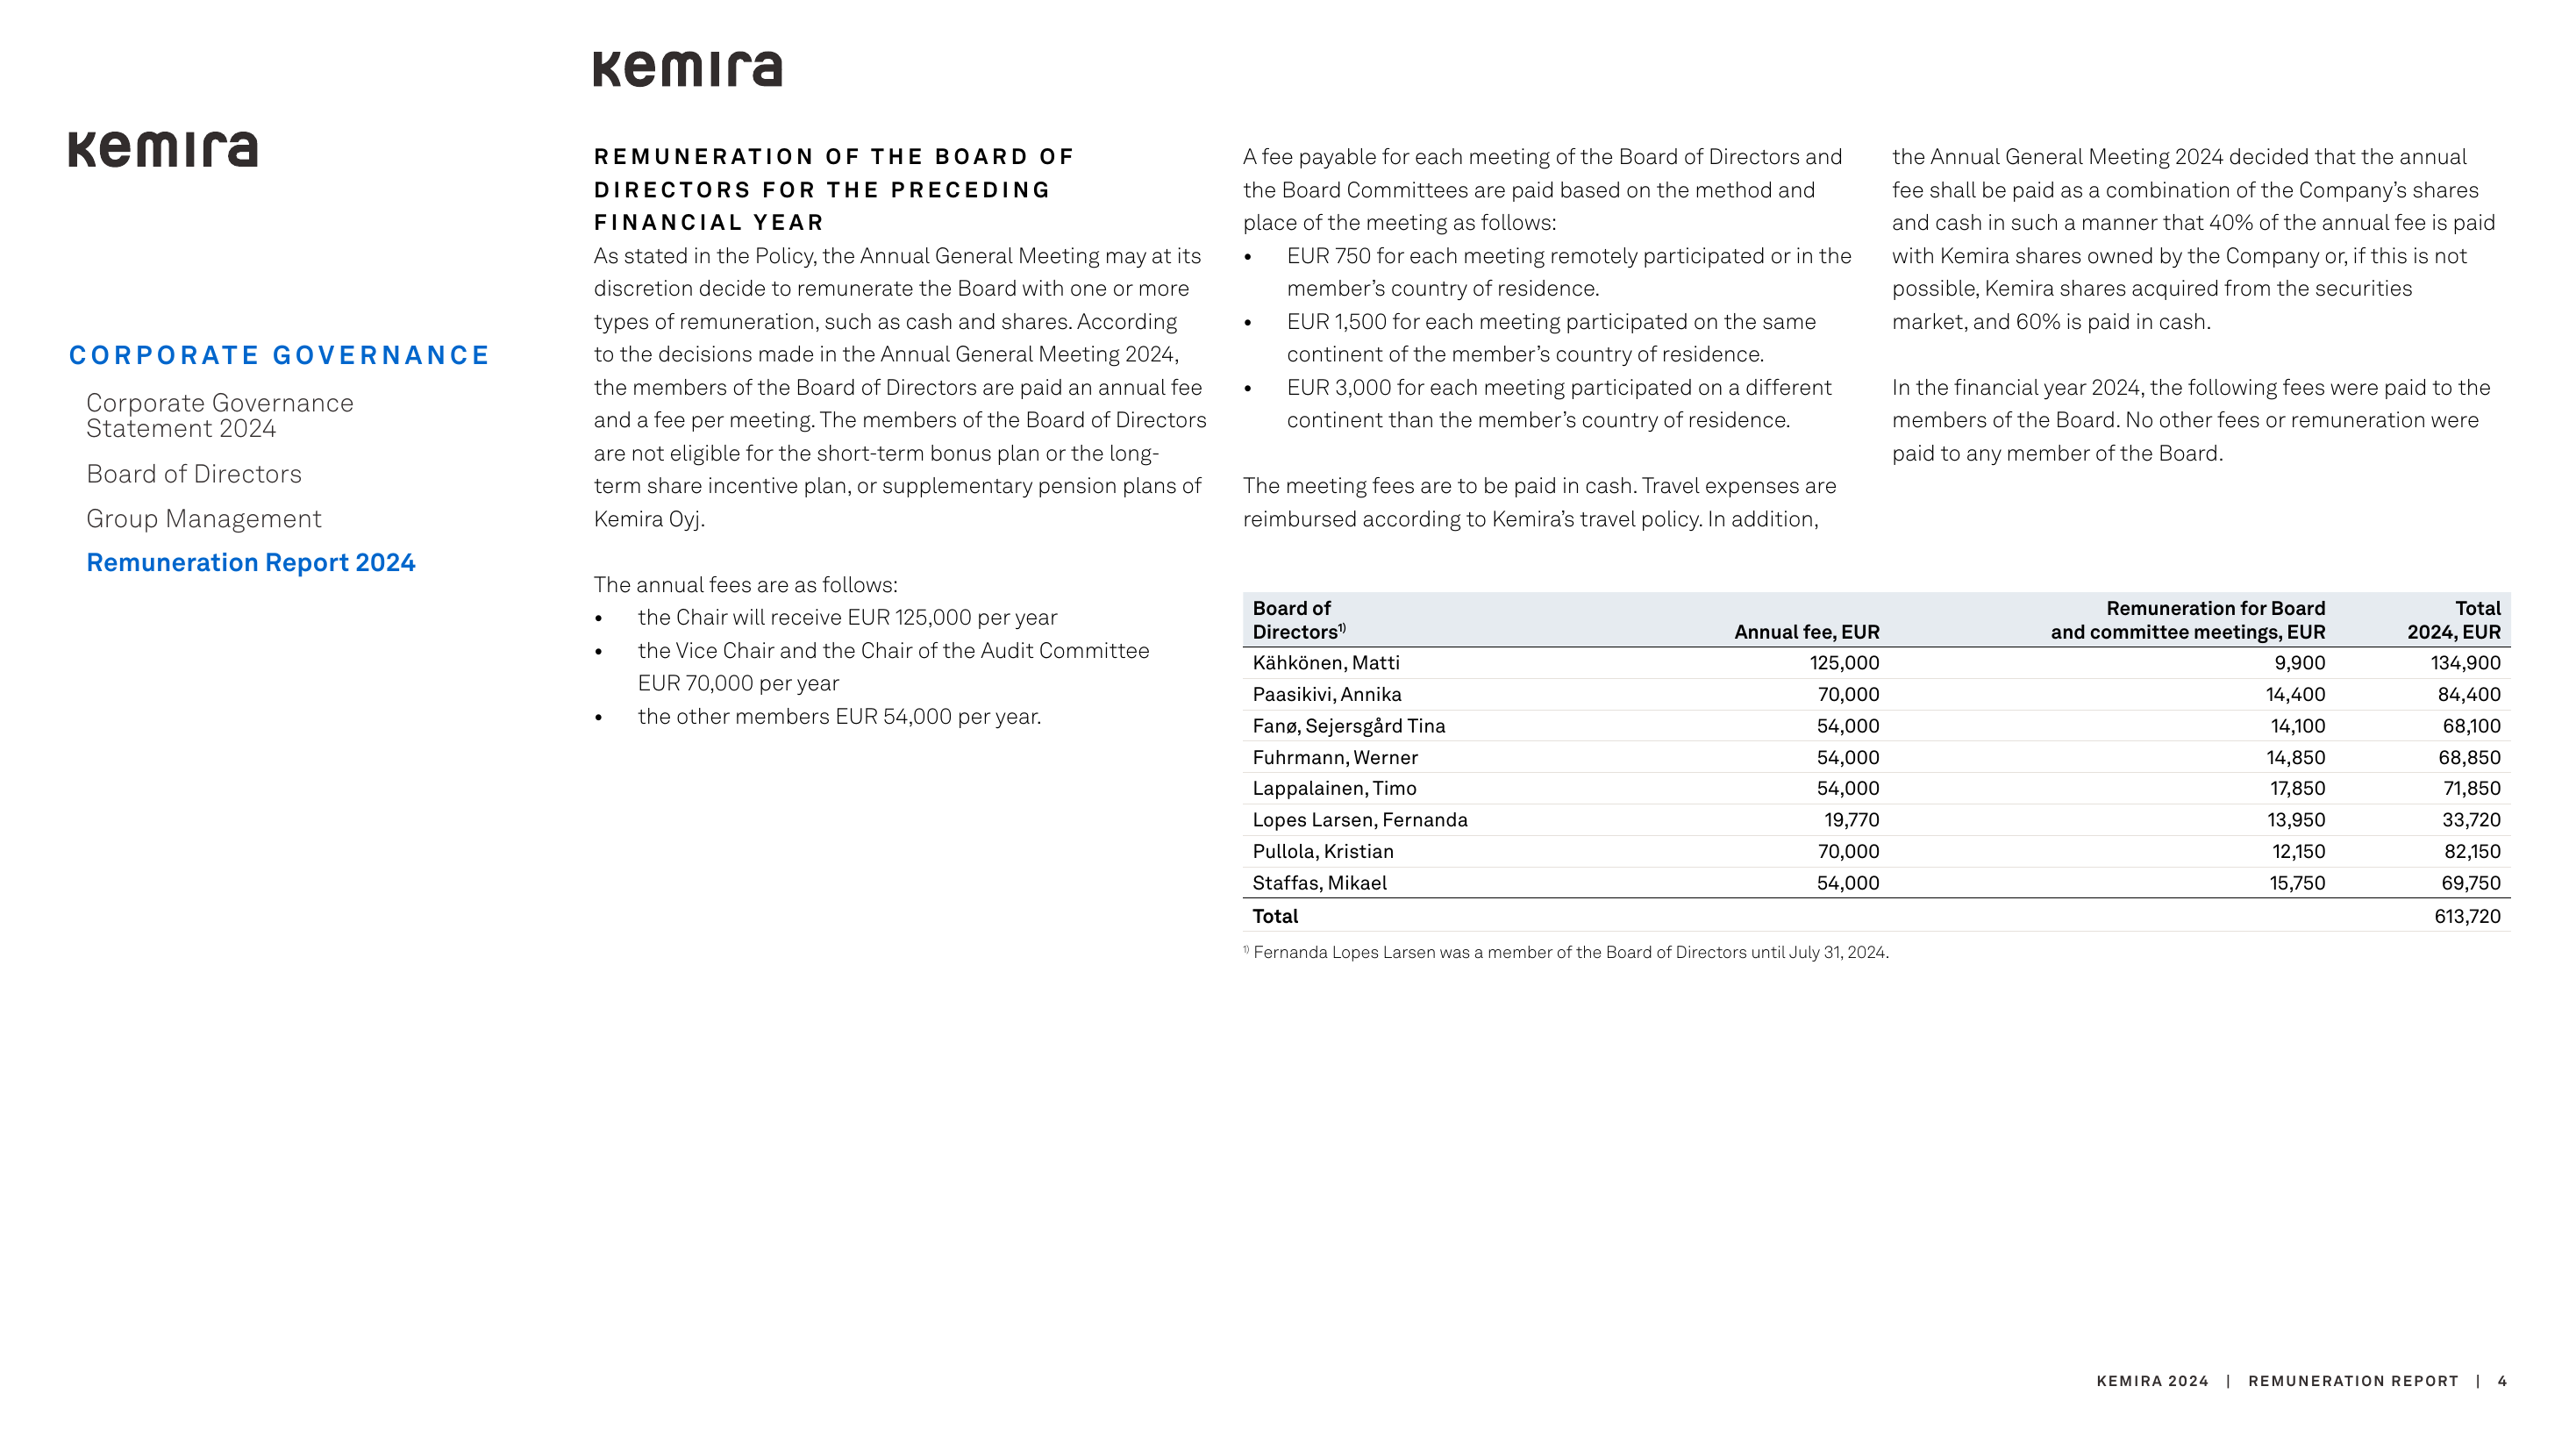 kemira
CORPORATE GOVERNANCE
Corporate Governance
Statement 2024
Board of Directors
Group Management
Remuneration Report 2024
kemira
REMUNERATION OF THE BOARD OF
DIRECTORS FOR THE PRECEDING
FINANCIAL YEAR
As stated in the Policy, the Annual General Meeting may at its
discretion decide to remunerate the Board with one or more
types of remuneration, such as cash and shares. According
to the decisions made in the Annual General Meeting 2024,
the members of the Board of Directors are paid an annual fee
and a fee per meeting. The members of the Board of Directors
are not eligible for the short-term bonus plan or the long-
term share incentive plan, or supplementary pension plans of
Kemira Oyj.
The annual fees are as follows:
• the Chair will receive EUR 125,000 per year
• the Vice Chair and the Chair of the Audit Committee
EUR 70,000 per year
• the other members EUR 54,000 per year.
A fee payable for each meeting of the Board of Directors and
the Board Committees are paid based on the method and
place of the meeting as follows:
• EUR 750 for each meeting remotely participated or in the
member’s country of residence.
• EUR 1,500 for each meeting participated on the same
continent of the member’s country of residence.
• EUR 3,000 for each meeting participated on a different
continent than the member’s country of residence.
The meeting fees are to be paid in cash. Travel expenses are
reimbursed according to Kemira’s travel policy. In addition,
the Annual General Meeting 2024 decided that the annual
fee shall be paid as a combination of the Company’s shares
and cash in such a manner that 40% of the annual fee is paid
with Kemira shares owned by the Company or, if this is not
possible, Kemira shares acquired from the securities
market, and 60% is paid in cash.
In the financial year 2024, the following fees were paid to the
members of the Board. No other fees or remuneration were
paid to any member of the Board.
Board of Remuneration for Board Total
Directors1) Annual fee, EUR and committee meetings, EUR 2024, EUR
Kähkönen, Matti 125,000 9,900 134,900
Paasikivi, Annika 70,000 14,400 84,400
Fanø, Sejersgård Tina 54,000 14,100 68,100
Fuhrmann, Werner 54,000 14,850 68,850
Lappalainen, Timo 54,000 17,850 71,850
Lopes Larsen, Fernanda 19,770 13,950 33,720
Pullola, Kristian 70,000 12,150 82,150
Staffas, Mikael 54,000 15,750 69,750
Total 613,720
1) Fernanda Lopes Larsen was a member of the Board of Directors until July 31, 2024.
KEMIRA 2024 | REMUNERATION REPORT | 4